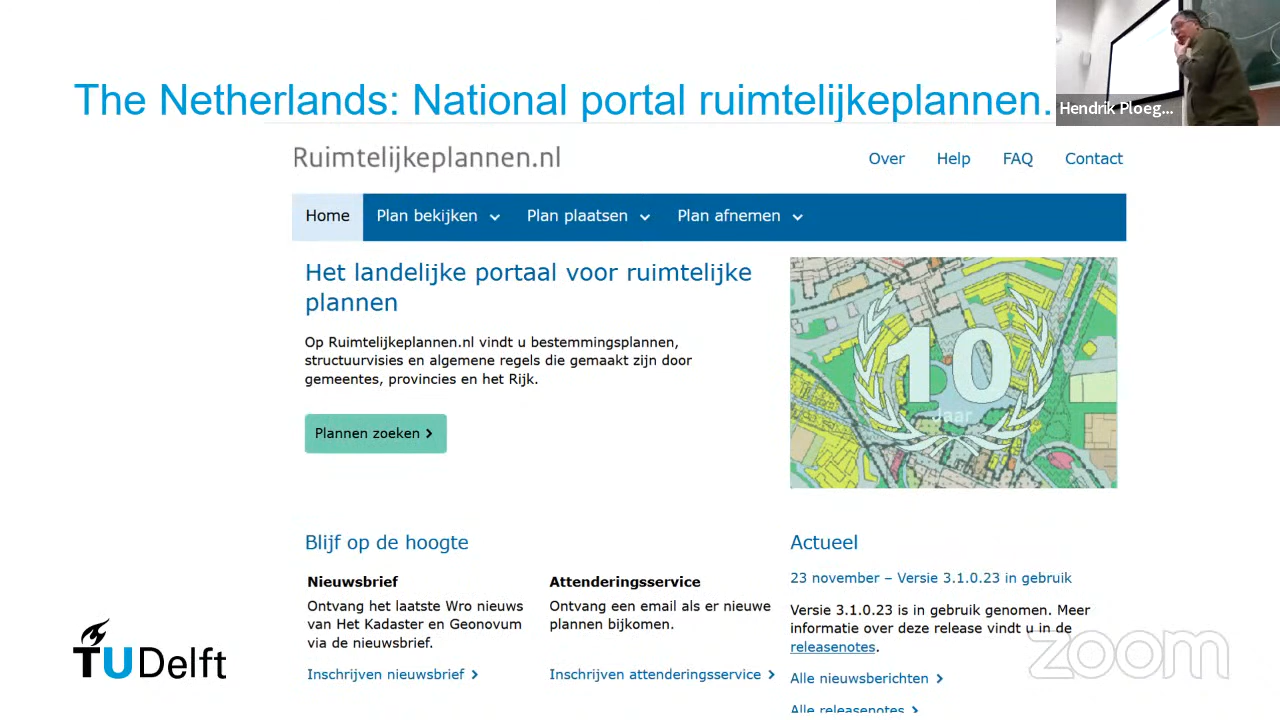 The Netherlands: National portal ruimtelijkeplannen.
Hendrik Ploeg...
Ruimtelijkeplannen.nl
Over Help FAQ Contact
Home Plan bekijken Plan plaatsen Plan afnemen
Het landelijke portaal voor ruimtelijke
plannen
Op Ruimtelijkeplannen.nl vindt u bestemmingsplannen,
structuurvisies en algemene regels die gemaakt zijn door
gemeentes, provincies en het Rijk.
Plannen zoeken
10
jaar
Blijf op de hoogte
Nieuwsbrief
Ontvang het laatste Wro nieuws
van Het Kadaster en Geonovum
via de nieuwsbrief.
Inschrijven nieuwsbrief
Attenderingsservice
Ontvang een email als er nieuwe
plannen bijkomen.
Inschrijven attenderingsservice
Actueel
23 november – Versie 3.1.0.23 in gebruik
Versie 3.1.0.23 is in gebruik genomen. Meer
informatie over deze release vindt u in de
releasenotes.
Alle nieuwsberichten
Alle releasenotes
TU Delft
zoom